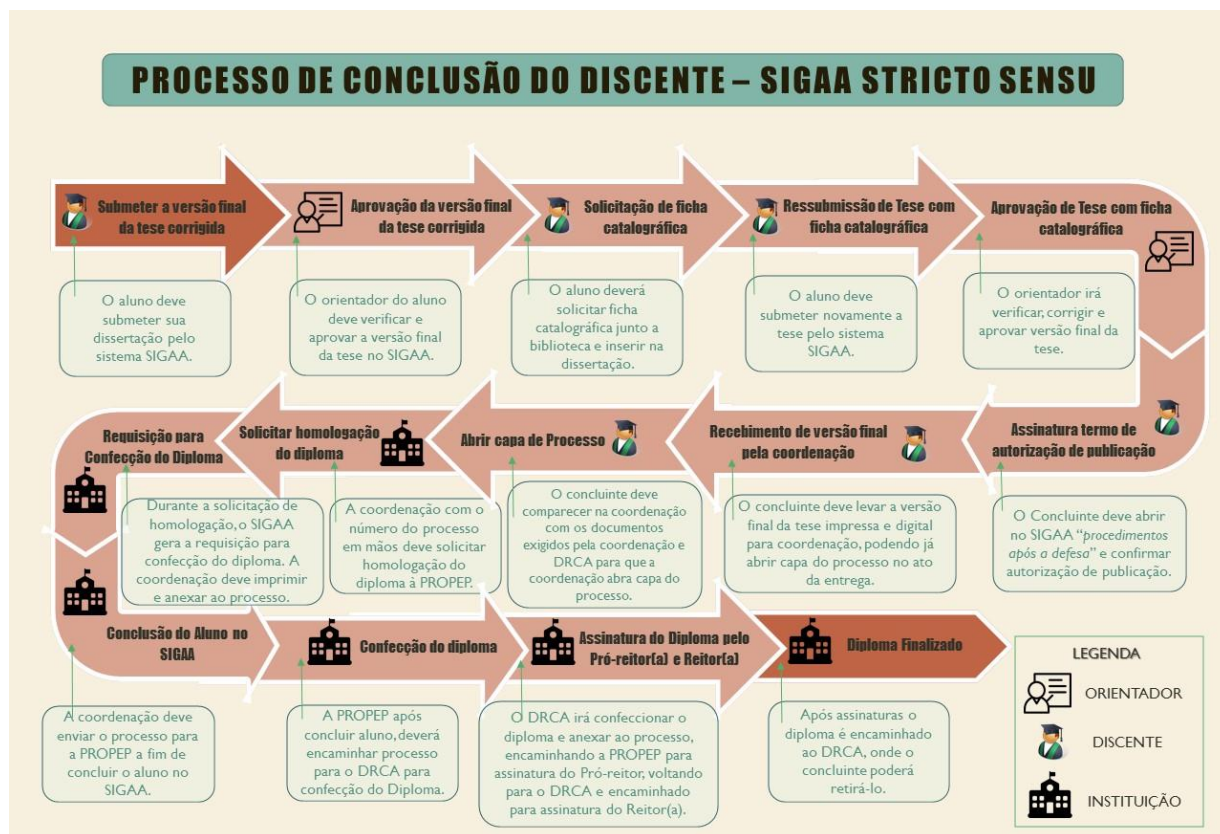 PROCESSO DE CONCLUSÃO DO DISCENTE – SIGAA STRICTO SENSU
Submeter a versão final
da tese corrigida
O aluno deve
submeter sua
dissertação pelo
sistema SIGAA.
Aprovação da versão final
da tese corrigida
O orientador do aluno
deve verificar e
aprovar a versão final
da tese no SIGAA.
Solicitação de ficha
catalográfica
O aluno deverá
solicitar ficha
catalográfica junto a
biblioteca e inserir na
dissertação.
Ressubmissão de Tese com
ficha catalográfica
O aluno deve
submeter novamente a
tese pelo sistema
SIGAA.
Aprovação de Tese com ficha
catalográfica
O orientador irá
verificar, corrigir e
aprovar versão final da
tese.
Assinatura termo de
autorização de publicação
O Concluinte deve abrir
no SIGAA “procedimentos
após a defesa” e confirmar
autorização de publicação.
Recebimento de versão final
pela coordenação
O concluinte deve levar a versão
final da tese impressa e digital
para coordenação, podendo já
abrir capa do processo no ato
da entrega.
Abrir capa de Processo
O concluinte deve
comparecer na coordenação
com os documentos
exigidos pela coordenação e
DRCA para que a
coordenação abra capa do
processo.
Solicitar homologação
do diploma
A coordenação com o
número do processo
em mãos deve solicitar
homologação do
diploma à PROPEP.
Requisição para
Confecção do Diploma
Durante a solicitação de
homologação, o SIGAA
gera a requisição para
confecção do diploma. A
coordenação deve imprimir
e anexar ao processo.
Conclusão do Aluno no
SIGAA
A coordenação deve
enviar o processo para
a PROPEP a fim de
concluir o aluno no
SIGAA.
Confecção do diploma
A PROPEP após
concluir aluno, deverá
encaminhar processo
para o DRCA para
confecção do Diploma.
Assinatura do Diploma pelo
Pró-reitor(a) e Reitor(a)
O DRCA irá confeccionar o
diploma e anexar ao processo,
encaminhando a PROPEP para
assinatura do Pró-reitor, voltando
para o DRCA e encaminhado
para assinatura do Reitor(a).
Diploma Finalizado
Após assinaturas o
diploma é encaminhado
ao DRCA, onde o
concluinte poderá
retirá-lo.
LEGENDA
ORIENTADOR
DISCENTE
INSTITUIÇÃO